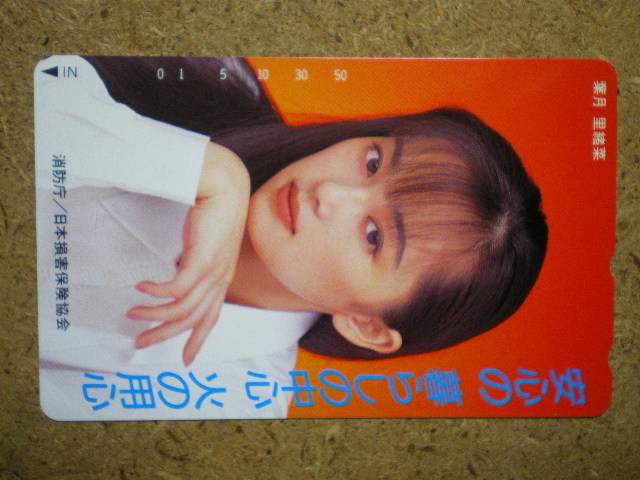 ◀IN
0 1 5 10 30 50
葉月 里緒菜
消防庁／日本損害保険協会
安心の 暮らしの中心 火の用心